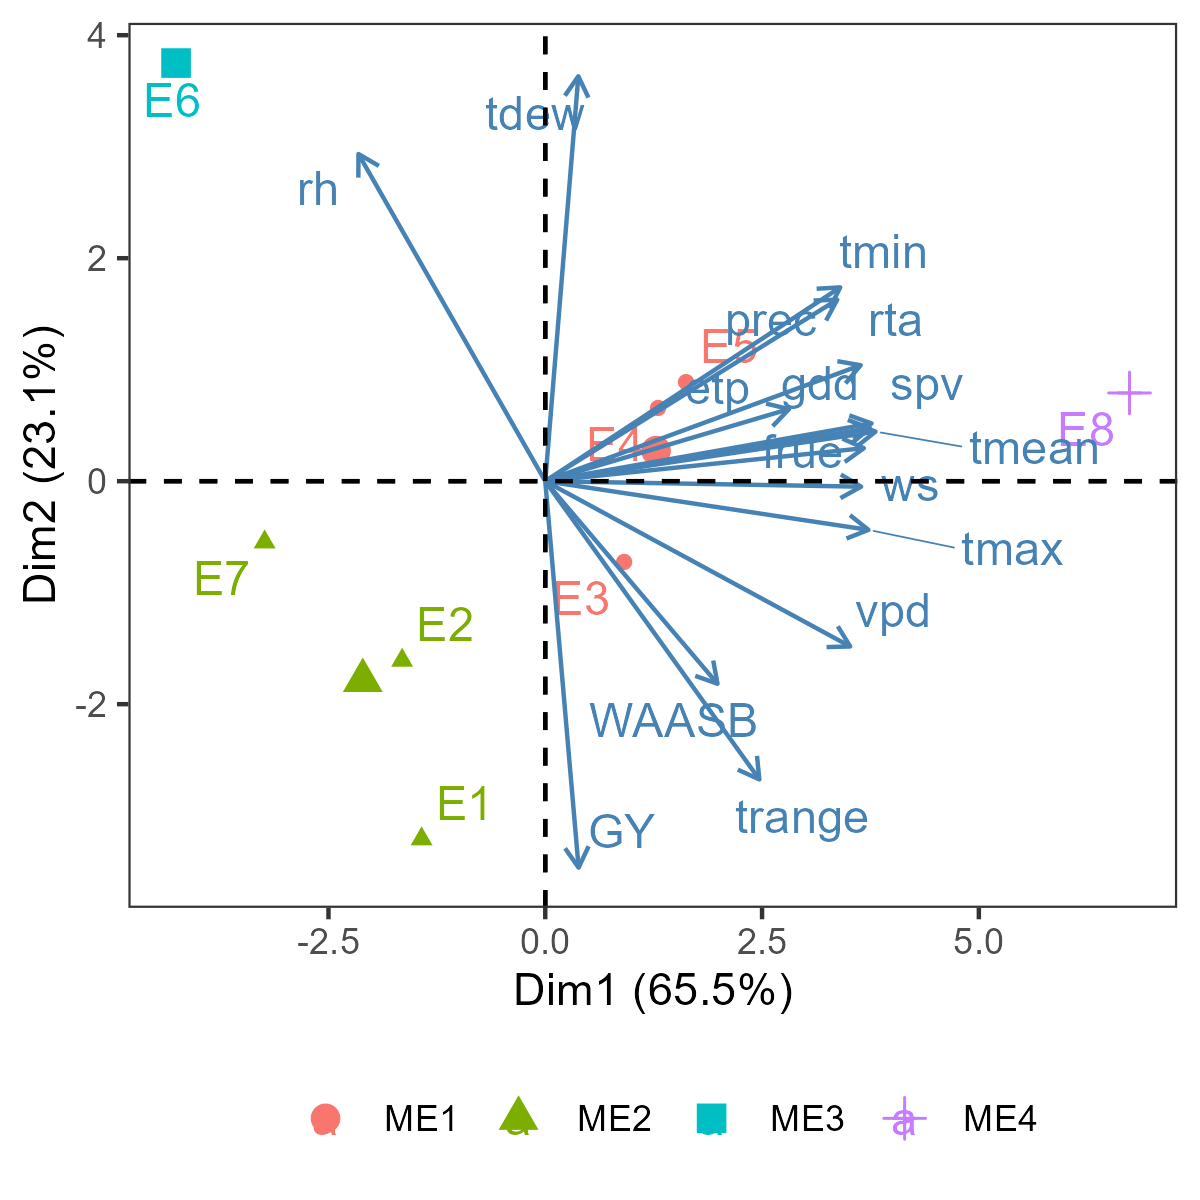 4
E6
tdew
rh
tmin
2
prec
rta
E5
etp
gdd
spv
E8
E4
frue
tmean
0
ws
tmax
E7
E3
vpd
E2
-2
WAASB
E1
GY
trange
Dim2 (23.1%)
-2.5
0.0
2.5
5.0
Dim1 (65.5%)
ME1
ME2
ME3
ME4